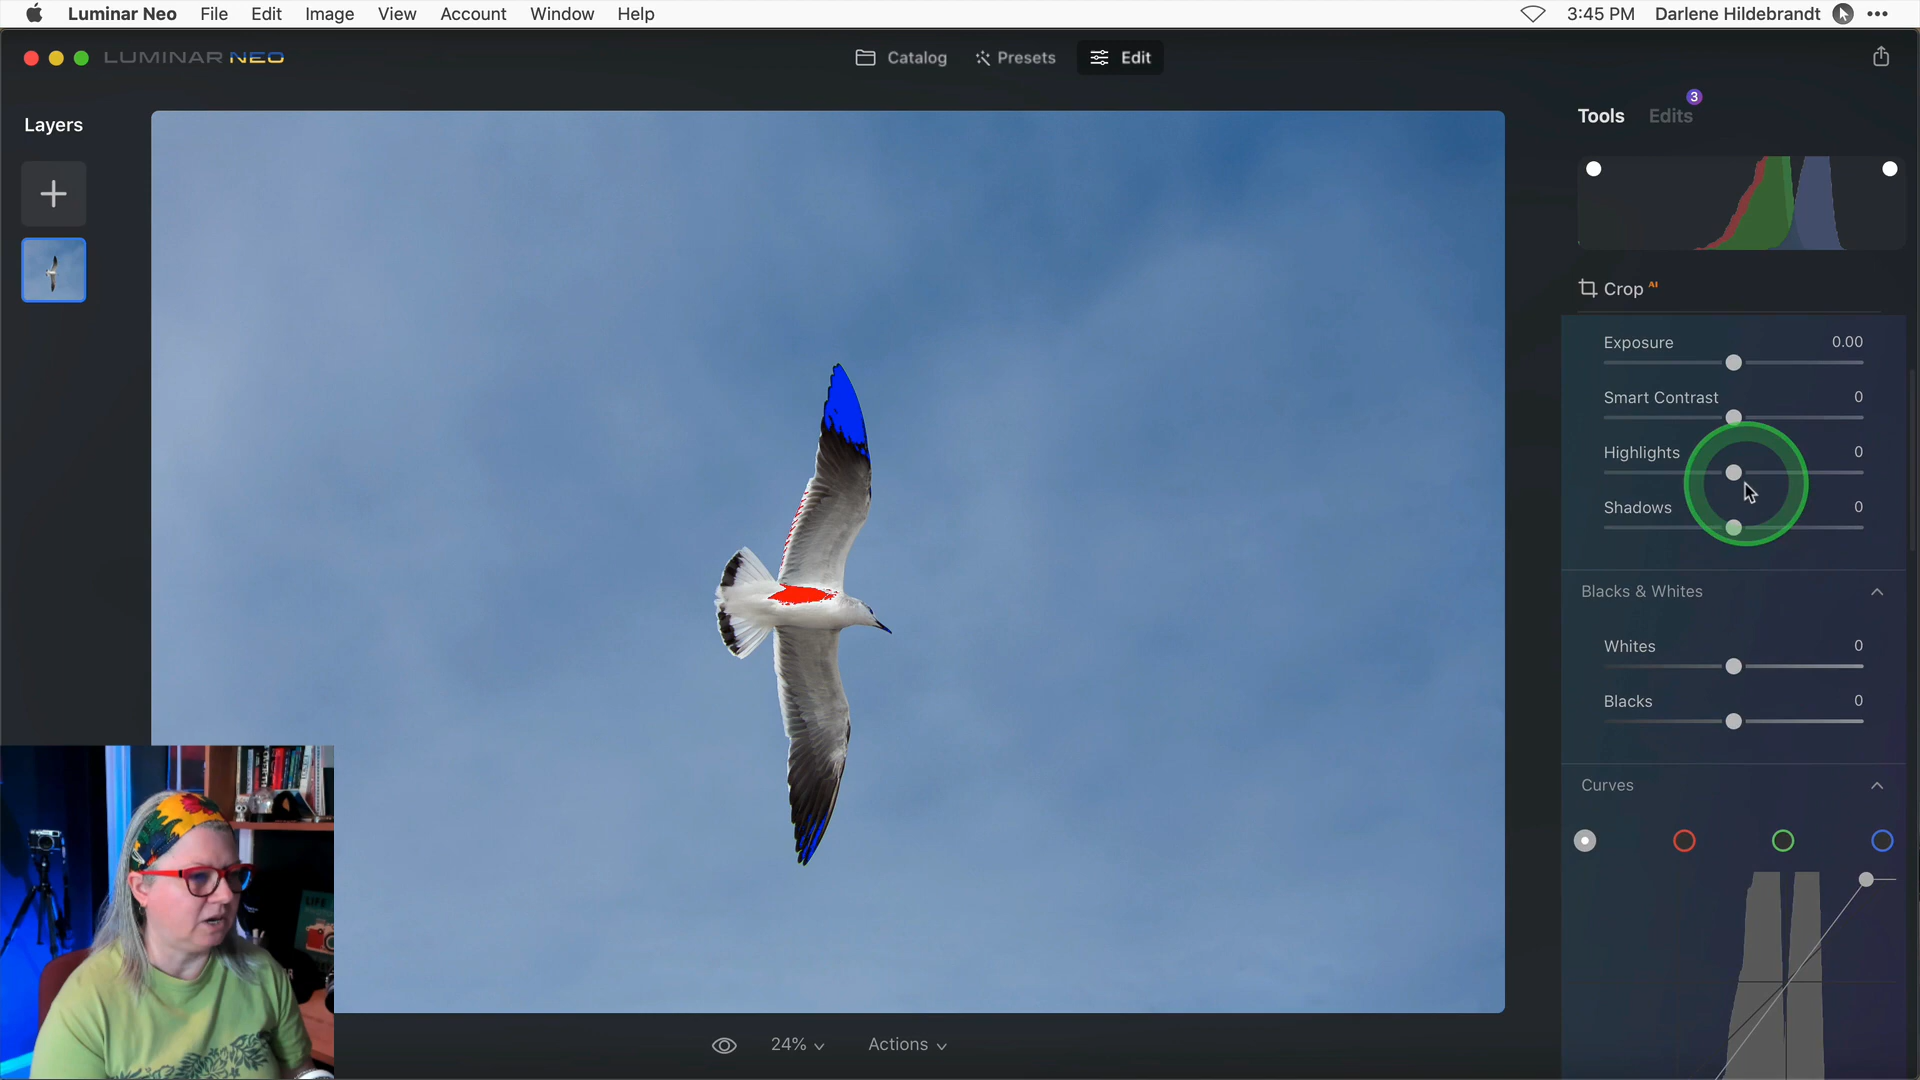 Luminar Neo File Edit Image View Account Window Help 3:45 PM Darlene Hildebrandt
LUMINAR NEO Catalog Presets Edit
Layers
Tools Edits 3
Crop AI
Exposure 0.00
Smart Contrast 0
Highlights 0
Shadows 0
Blacks & Whites
Whites 0
Blacks 0
Curves
LIFE
24% Actions